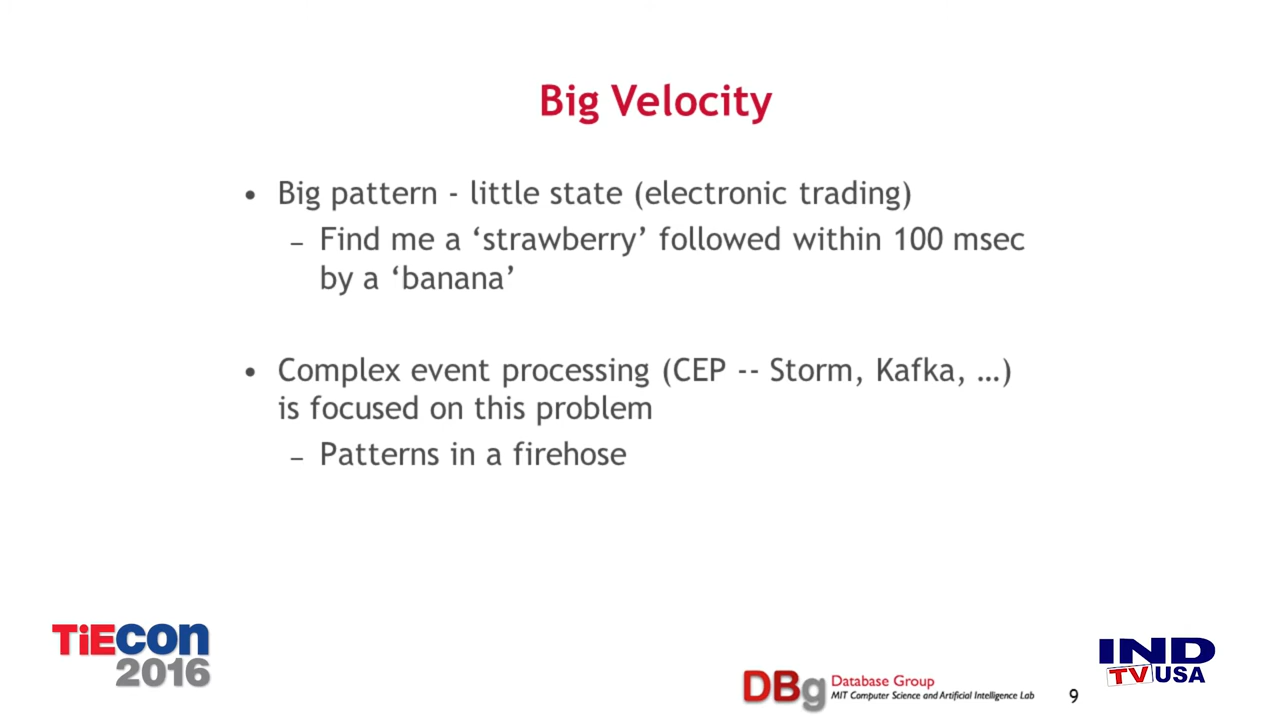 Big Velocity
• Big pattern - little state (electronic trading)
– Find me a ‘strawberry’ followed within 100 msec
by a ‘banana’
• Complex event processing (CEP -- Storm, Kafka, …)
is focused on this problem
– Patterns in a firehose
TiECON
2016
DBg
Database Group
MIT Computer Science and Artificial Intelligence Lab
9
IND
TV USA